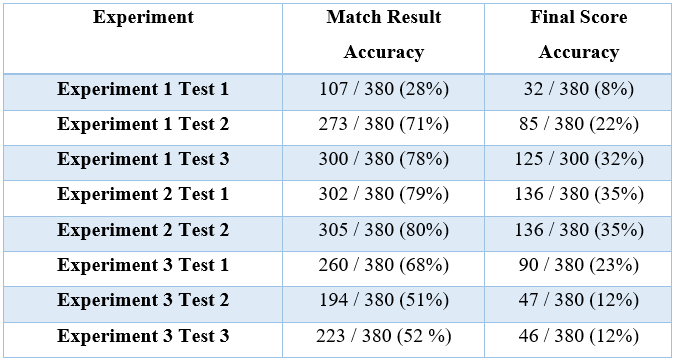 Experiment Match Result Accuracy Final Score Accuracy
Experiment 1 Test 1 107 / 380 (28%) 32 / 380 (8%)
Experiment 1 Test 2 273 / 380 (71%) 85 / 380 (22%)
Experiment 1 Test 3 300 / 380 (78%) 125 / 300 (32%)
Experiment 2 Test 1 302 / 380 (79%) 136 / 380 (35%)
Experiment 2 Test 2 305 / 380 (80%) 136 / 380 (35%)
Experiment 3 Test 1 260 / 380 (68%) 90 / 380 (23%)
Experiment 3 Test 2 194 / 380 (51%) 47 / 380 (12%)
Experiment 3 Test 3 223 / 380 (52 %) 46 / 380 (12%)